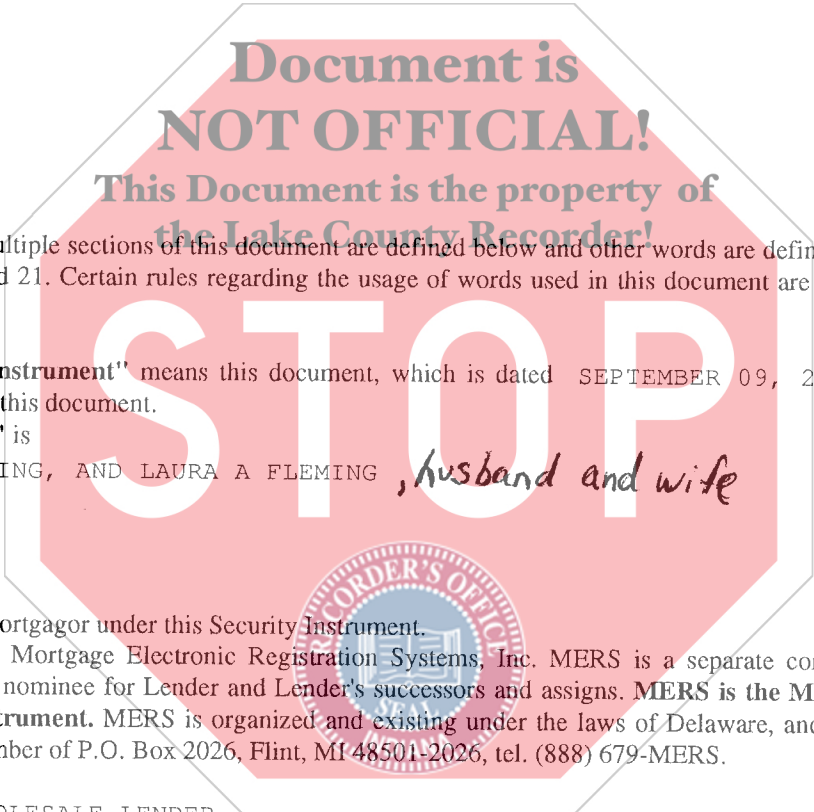 Document is
NOT OFFICIAL!
This Document is the property of
the Lake County Recorder!
ultiple sections of this document are defined below and other words are defin
d 21. Certain rules regarding the usage of words used in this document are
STOP
nstrument" means this document, which is dated SEPTEMBER 09, 2
this document.
" is
ING, AND LAURA A FLEMING , husband and wife
RECORDER'S OFFICE
ortgagor under this Security Instrument.
Mortgage Electronic Registration Systems, Inc. MERS is a separate co
nominee for Lender and Lender's successors and assigns. MERS is the M
trument. MERS is organized and existing under the laws of Delaware, and
SEAL
mber of P.O. Box 2026, Flint, MI 48501-2026, tel. (888) 679-MERS.
INDIANA
OLESALE LENDER